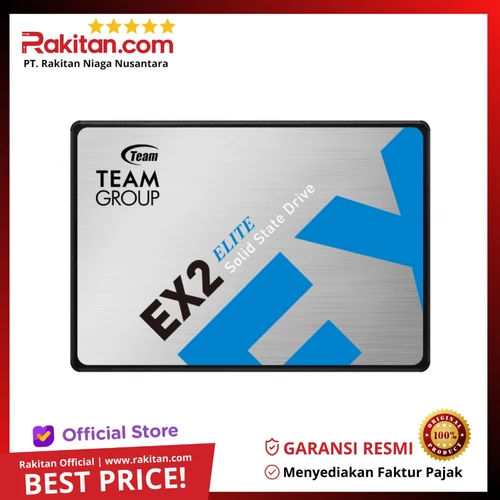 Rakitan.com
PT. Rakitan Niaga Nusantara
Team
TEAM
GROUP
EX2 ELITE
Solid State Drive
EX
Official Store
Rakitan Official | www.rakitan.com
BEST PRICE!
GARANSI RESMI
Menyediakan Faktur Pajak
ORIGINAL
100%
PRODUCT